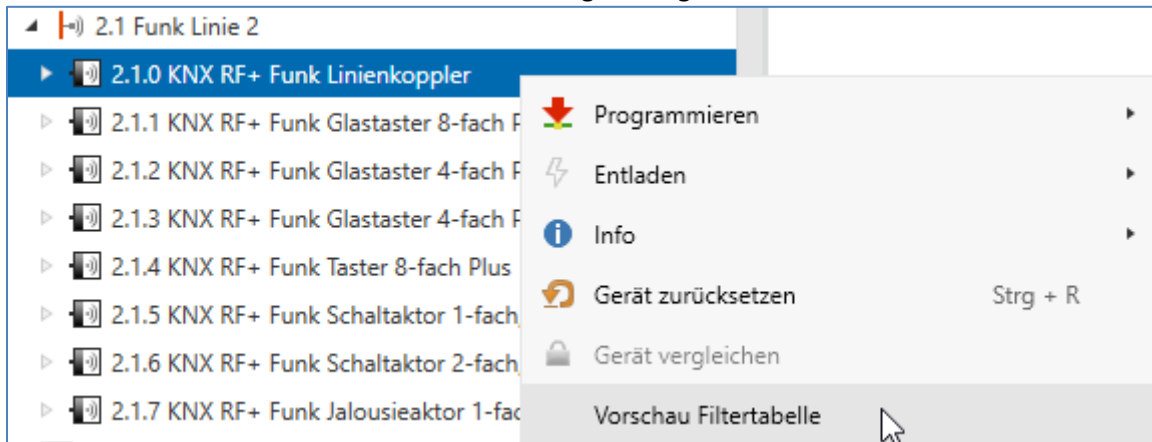 2.1 Funk Linie 2
2.1.0 KNX RF+ Funk Linienkoppler
2.1.1 KNX RF+ Funk Glastaster 8-fach
2.1.2 KNX RF+ Funk Glastaster 4-fach
2.1.3 KNX RF+ Funk Glastaster 4-fach
2.1.4 KNX RF+ Funk Taster 8-fach Plus
2.1.5 KNX RF+ Funk Schaltaktor 1-fach,
2.1.6 KNX RF+ Funk Schaltaktor 2-fach,
2.1.7 KNX RF+ Funk Jalousieaktor
Programmieren
Entladen
Info
Gerät zurücksetzen Strg + R
Gerät vergleichen
Vorschau Filtertabelle